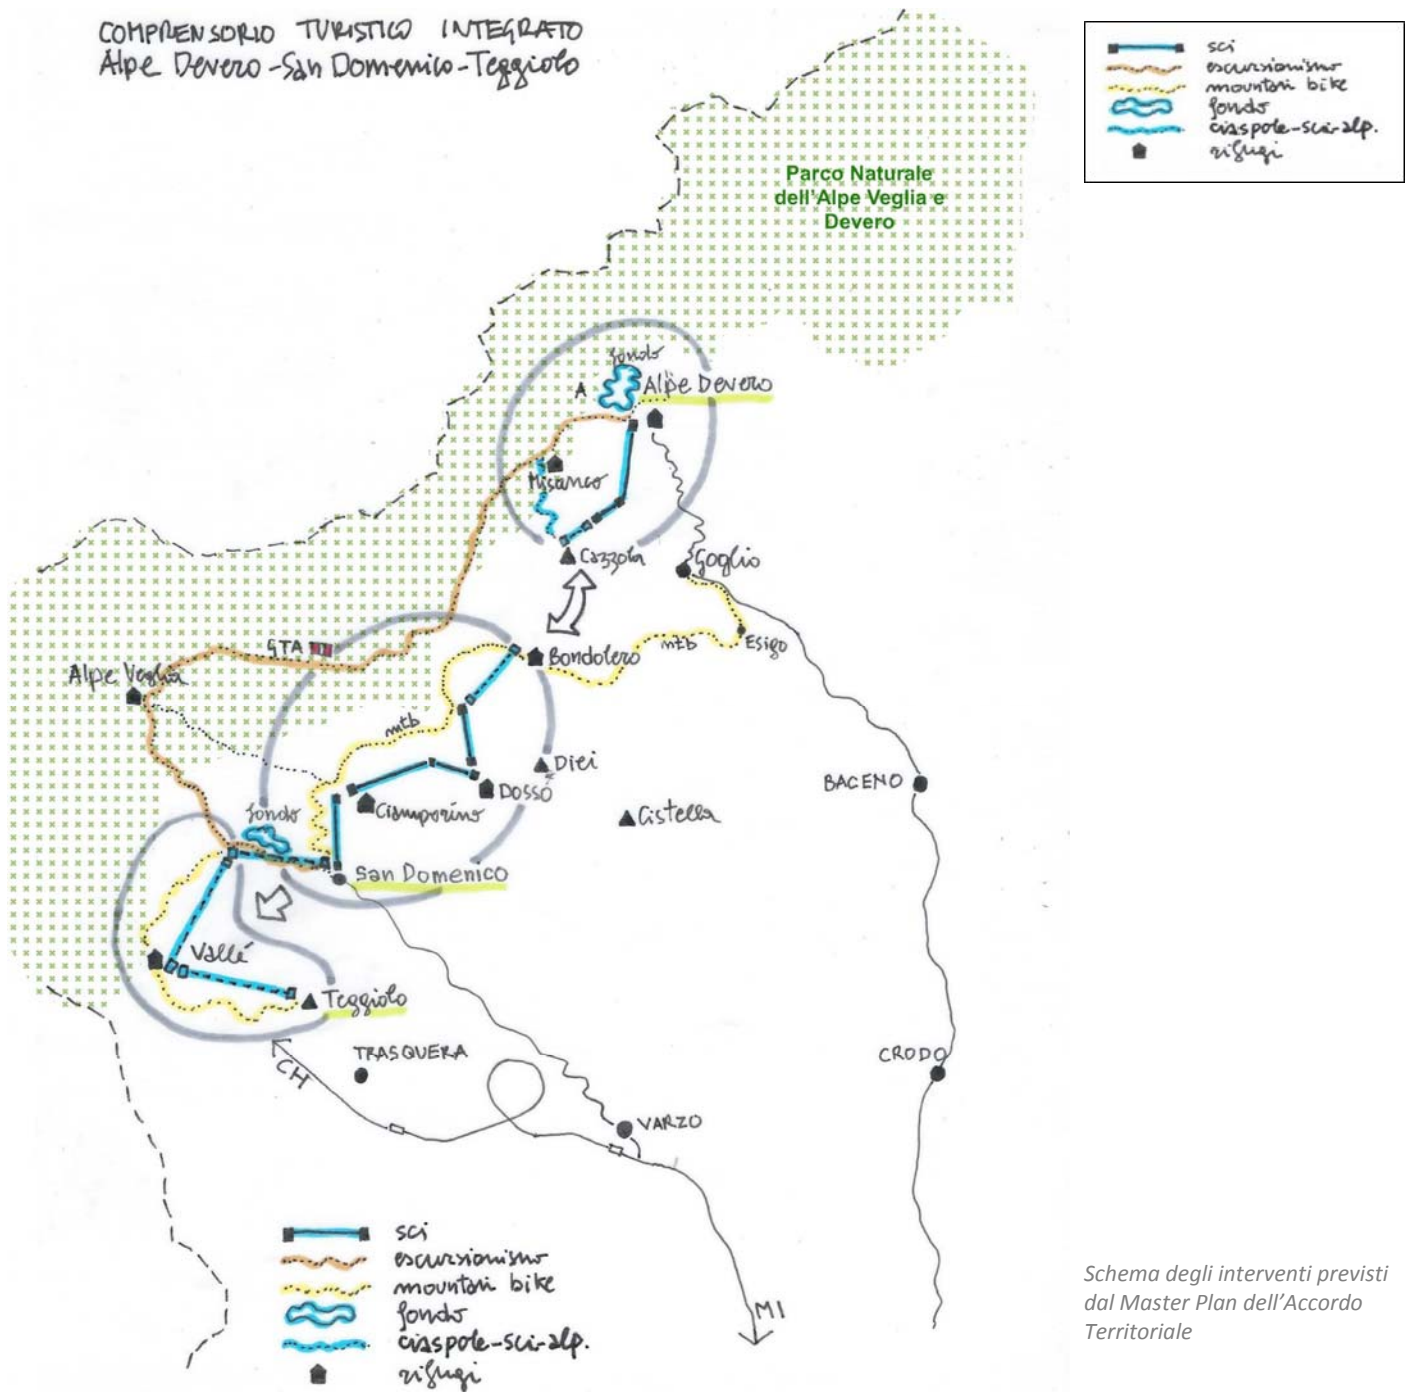 COMPRENSORIO TURISTICO INTEGRATO
Alpe Devero - San Domenico - Teggiolo
sci
escursionismo
mountain bike
fondo
ciaspole-sci-alp.
rifugi
Parco Naturale
dell'Alpe Veglia e
Devero
fondo
A
Alpe Devero
Misanco
Cazzola
Goglio
GTA
Esigo
mtb
Bondolero
Alpe Veglia
mtb
Diei
BACENO
Dosso
Ciamporino
Cistella
fondo
San Domenico
Vallé
Teggiolo
TRASQUERA
CH
CRODO
VARZO
MI
sci
escursionismo
mountain bike
fondo
ciaspole-sci-alp.
rifugi
Schema degli interventi previsti
dal Master Plan dell'Accordo
Territoriale